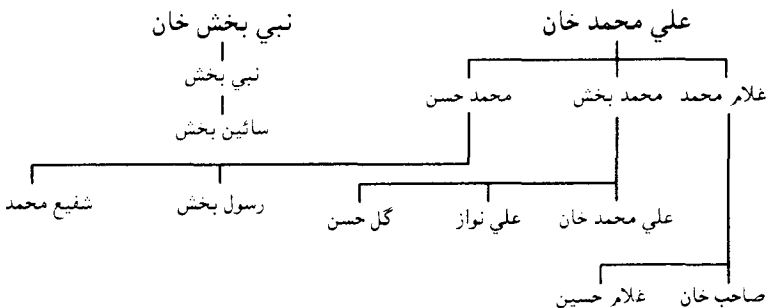 علي محمد خان نبي بخش خان
نبي بخش
غلام محمد محمد بخش محمد حسن
سائين بخش
رسول بخش شفيع محمد
علي محمد خان علي نواز گل حسن
صاحب خان غلام حسين